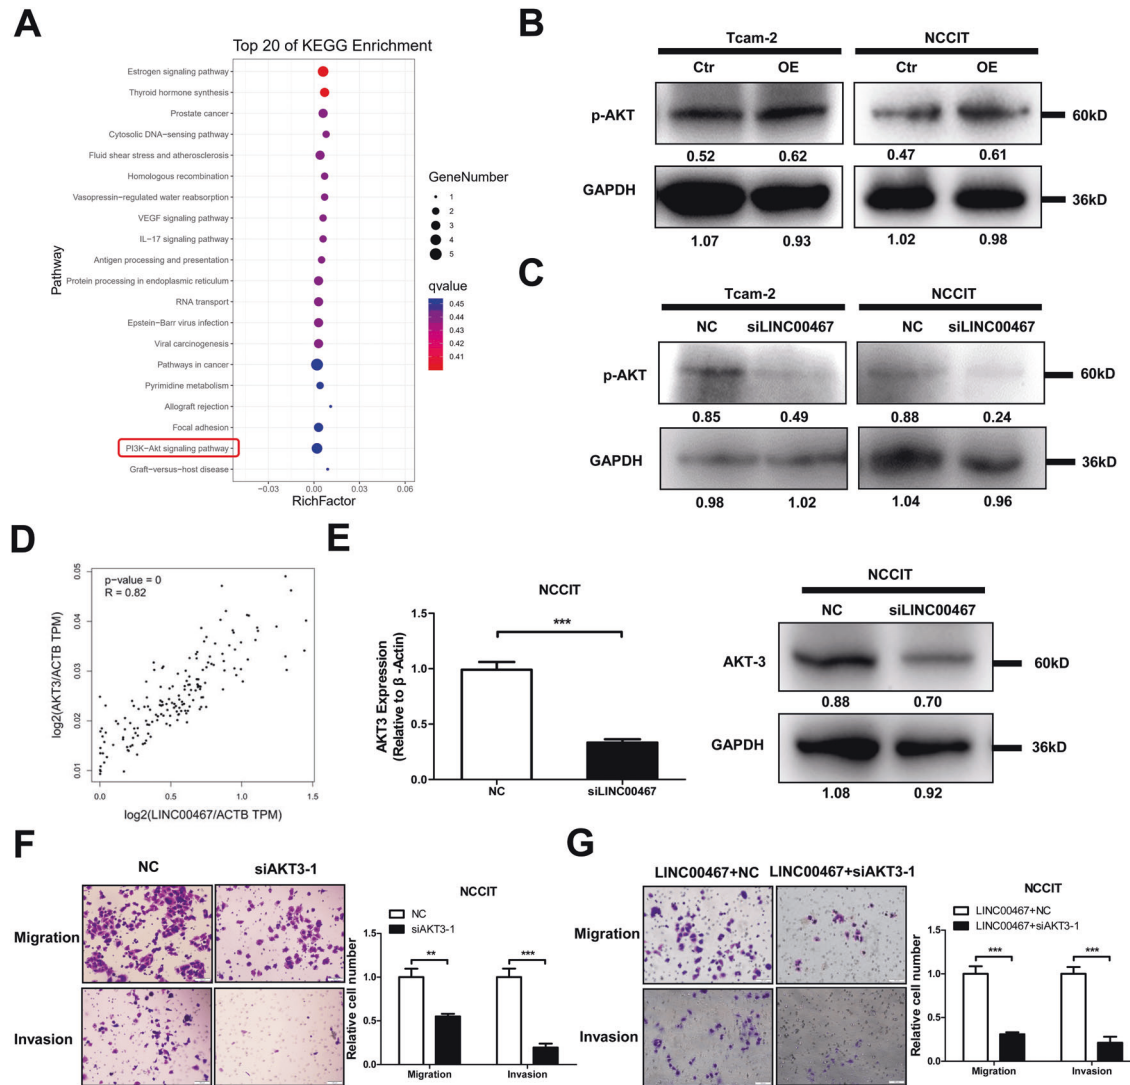 A
Top 20 of KEGG Enrichment
Pathway
Estrogen signaling pathway
Thyroid hormone synthesis
Prostate cancer
Cytosolic DNA−sensing pathway
Fluid shear stress and atherosclerosis
Homologous recombination
Vasopressin−regulated water reabsorption
VEGF signaling pathway
IL−17 signaling pathway
Antigen processing and presentation
Protein processing in endoplasmic reticulum
RNA transport
Epstein−Barr virus infection
Viral carcinogenesis
Pathways in cancer
Pyrimidine metabolism
Allograft rejection
Focal adhesion
PI3K−Akt signaling pathway
Graft−versus−host disease
−0.03 0.00 0.03 0.06
RichFactor
GeneNumber
1
2
3
4
5
qvalue
0.45
0.44
0.43
0.42
0.41
B
Tcam-2 NCCIT
Ctr OE Ctr OE
p-AKT 60kD
0.52 0.62 0.47 0.61
GAPDH 36kD
1.07 0.93 1.02 0.98
C
Tcam-2 NCCIT
NC siLINC00467 NC siLINC00467
p-AKT 60kD
0.85 0.49 0.88 0.24
GAPDH 36kD
0.98 1.02 1.04 0.96
D
p−value = 0
R = 0.82
log2(AKT3/ACTB TPM)
0.05
0.04
0.03
0.02
0.01
0.0 0.5 1.0 1.5
log2(LINC00467/ACTB TPM)
E
NCCIT
AKT3 Expression
(Relative to β -Actin)
1.5
1.0
0.5
0.0
***
NC siLINC00467
NCCIT
NC siLINC00467
AKT-3 60kD
0.88 0.70
GAPDH 36kD
1.08 0.92
F
NC siAKT3-1
Migration
Invasion
NCCIT
NC
siAKT3-1
Relative cell number
1.5
1.0
0.5
0.0
** ***
Migration Invasion
G
LINC00467+NC LINC00467+siAKT3-1
Migration
Invasion
NCCIT
LINC00467+NC
LINC00467+siAKT3-1
Relative cell number
1.5
1.0
0.5
0.0
*** ***
Migration Invasion